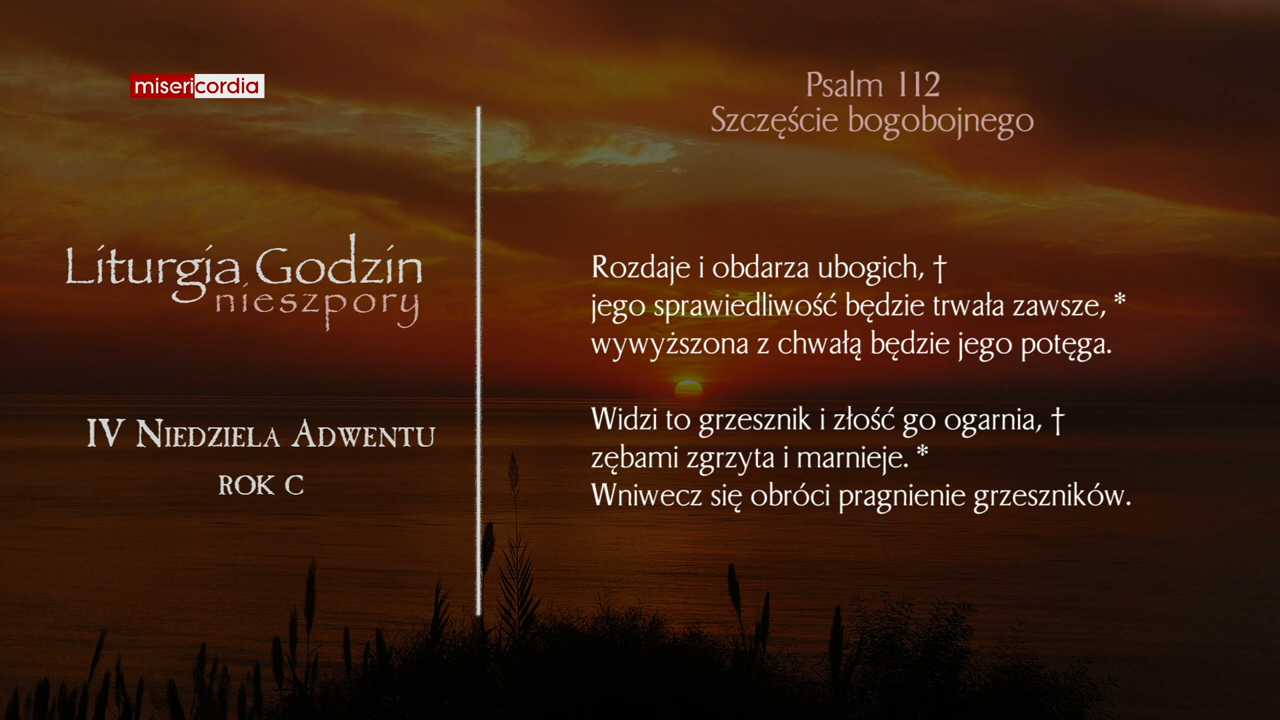 misericordia
Liturgia Godzin
nieszpory
IV Niedziela Adwentu
rok C
Psalm 112
Szczęście bogobojnego
Rozdaje i obdarza ubogich, †
jego sprawiedliwość będzie trwała zawsze, *
wywyższona z chwałą będzie jego potęga.
Widzi to grzesznik i złość go ogarnia, †
zębami zgrzyta i marnieje. *
Wniwecz się obróci pragnienie grzeszników.